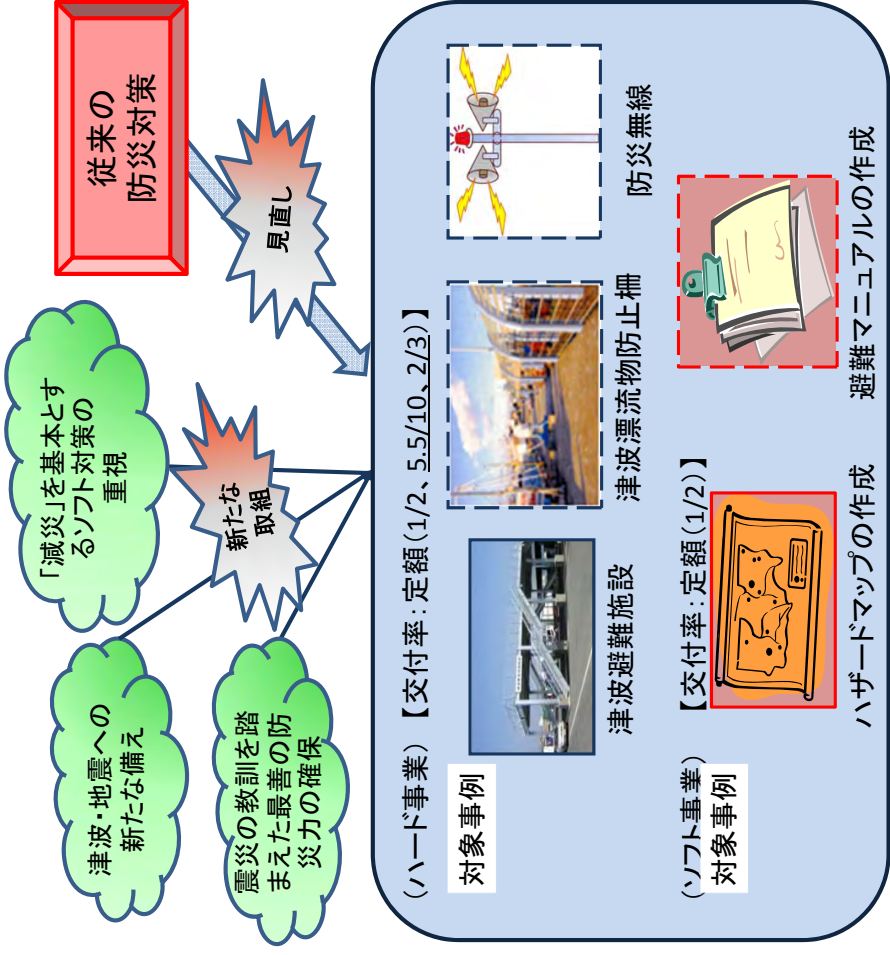 津波・地震への
新たな備え
「減災」を基本とす
るソフト対策の
重視
従来の
防災対策
震災の教訓を踏
まえた最善の防
災力の確保
新たな
取組
見直し
(ハード事業) 【交付率:定額(1/2、5.5/10、2/3)】
対象事例
津波避難施設
津波漂流物防止柵
防災無線
(ソフト事業) 【交付率:定額(1/2)】
対象事例
ハザードマップの作成
避難マニュアルの作成